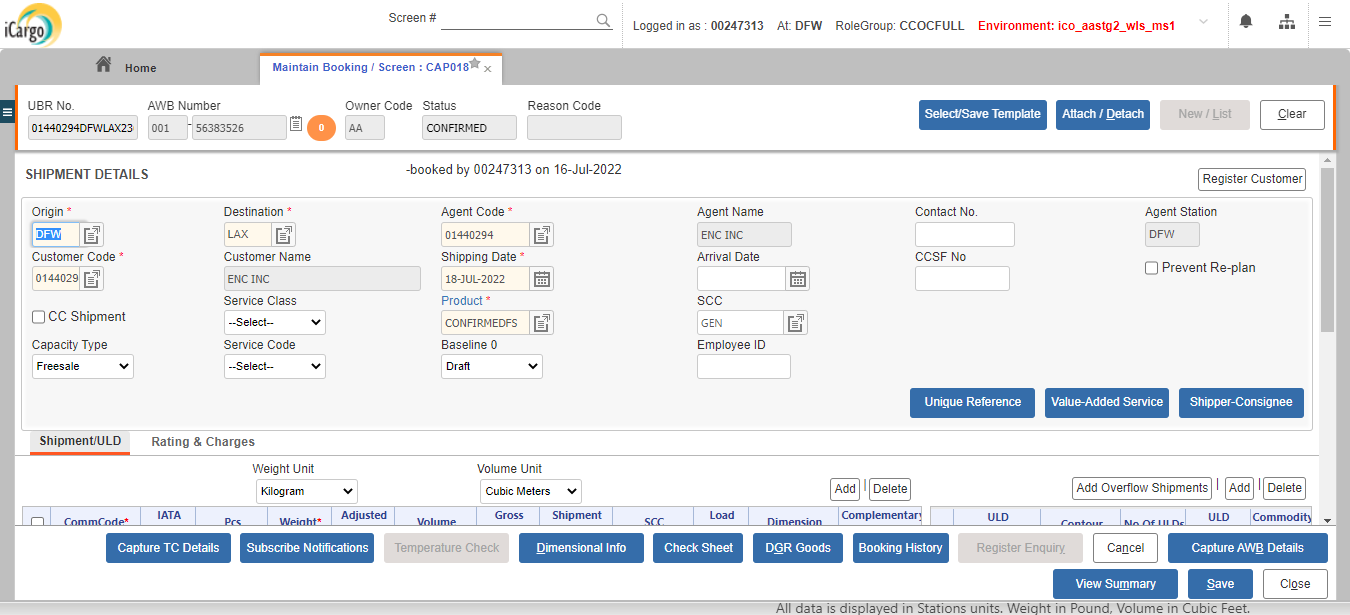 iCargo
Screen #
Logged in as : 00247313 At: DFW RoleGroup: CCOCFULL Environment: ico_aastg2_wls_ms1
Home
Maintain Booking / Screen : CAP018
UBR No. AWB Number Owner Code Status Reason Code
01440294DFWLAX23 001 - 56383526 0 AA CONFIRMED
Select/Save Template Attach / Detach New / List Clear
SHIPMENT DETAILS
-booked by 00247313 on 16-Jul-2022
Register Customer
Origin * Destination * Agent Code * Agent Name Contact No. Agent Station
DFW LAX 01440294 ENC INC DFW
Customer Code * Customer Name Shipping Date * Arrival Date CCSF No
0144029 ENC INC 18-JUL-2022 Prevent Re-plan
Service Class Product * SCC
CC Shipment --Select-- CONFIRMEDFS GEN
Capacity Type Service Code Baseline 0 Employee ID
Freesale --Select-- Draft
Unique Reference Value-Added Service Shipper-Consignee
Shipment/ULD Rating & Charges
Weight Unit Volume Unit
Kilogram Cubic Meters Add | Delete Add Overflow Shipments | Add | Delete
CommCode* IATA Pcs Weight* Adjusted Volume Gross Shipment SCC Load Dimension Complementary ULD Contour No Of ULDs ULD Commodity
Capture TC Details Subscribe Notifications Temperature Check Dimensional Info Check Sheet DGR Goods Booking History Register Enquiry Cancel Capture AWB Details
View Summary Save Close
All data is displayed in Stations units. Weight in Pound, Volume in Cubic Feet.